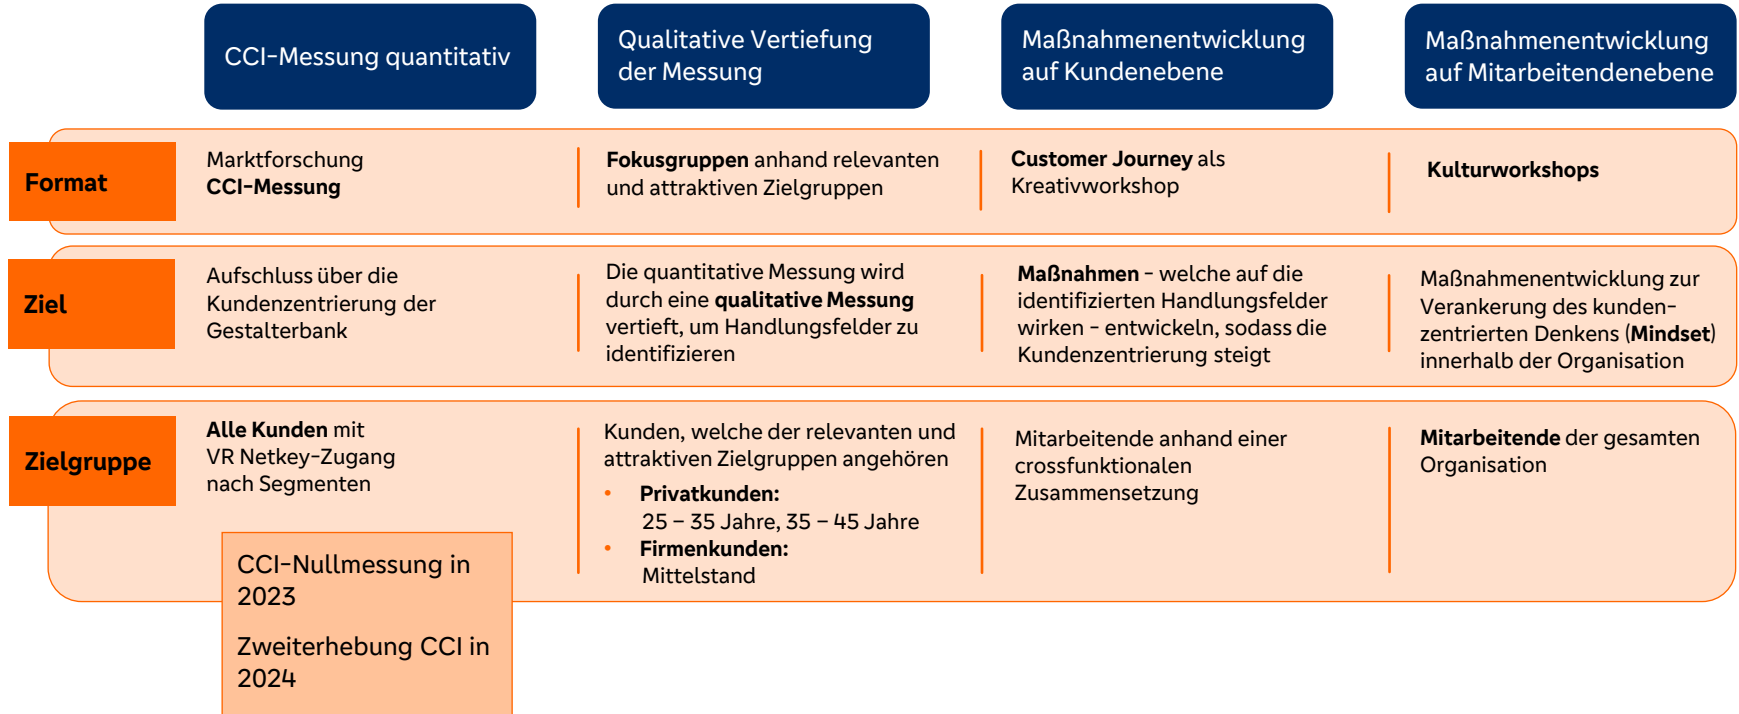 CCI-Messung quantitativ
Qualitative Vertiefung
der Messung
Maßnahmenentwicklung
auf Kundenebene
Maßnahmenentwicklung
auf Mitarbeitendenebene
Format
Marktforschung
CCI-Messung
Fokusgruppen anhand relevanten
und attraktiven Zielgruppen
Customer Journey als
Kreativworkshop
Kulturworkshops
Ziel
Aufschluss über die
Kundenzentrierung der
Gestalterbank
Die quantitative Messung wird
durch eine qualitative Messung
vertieft, um Handlungsfelder zu
identifizieren
Maßnahmen - welche auf die
identifizierten Handlungsfelder
wirken - entwickeln, sodass die
Kundenzentrierung steigt
Maßnahmenentwicklung zur
Verankerung des kunden-
zentrierten Denkens (Mindset)
innerhalb der Organisation
Zielgruppe
Alle Kunden mit
VR Netkey-Zugang
nach Segmenten
Kunden, welche der relevanten und
attraktiven Zielgruppen angehören
• Privatkunden:
25 – 35 Jahre, 35 – 45 Jahre
• Firmenkunden:
Mittelstand
Mitarbeitende anhand einer
crossfunktionalen
Zusammensetzung
Mitarbeitende der gesamten
Organisation
CCI-Nullmessung in
2023
Zweiterhebung CCI in
2024